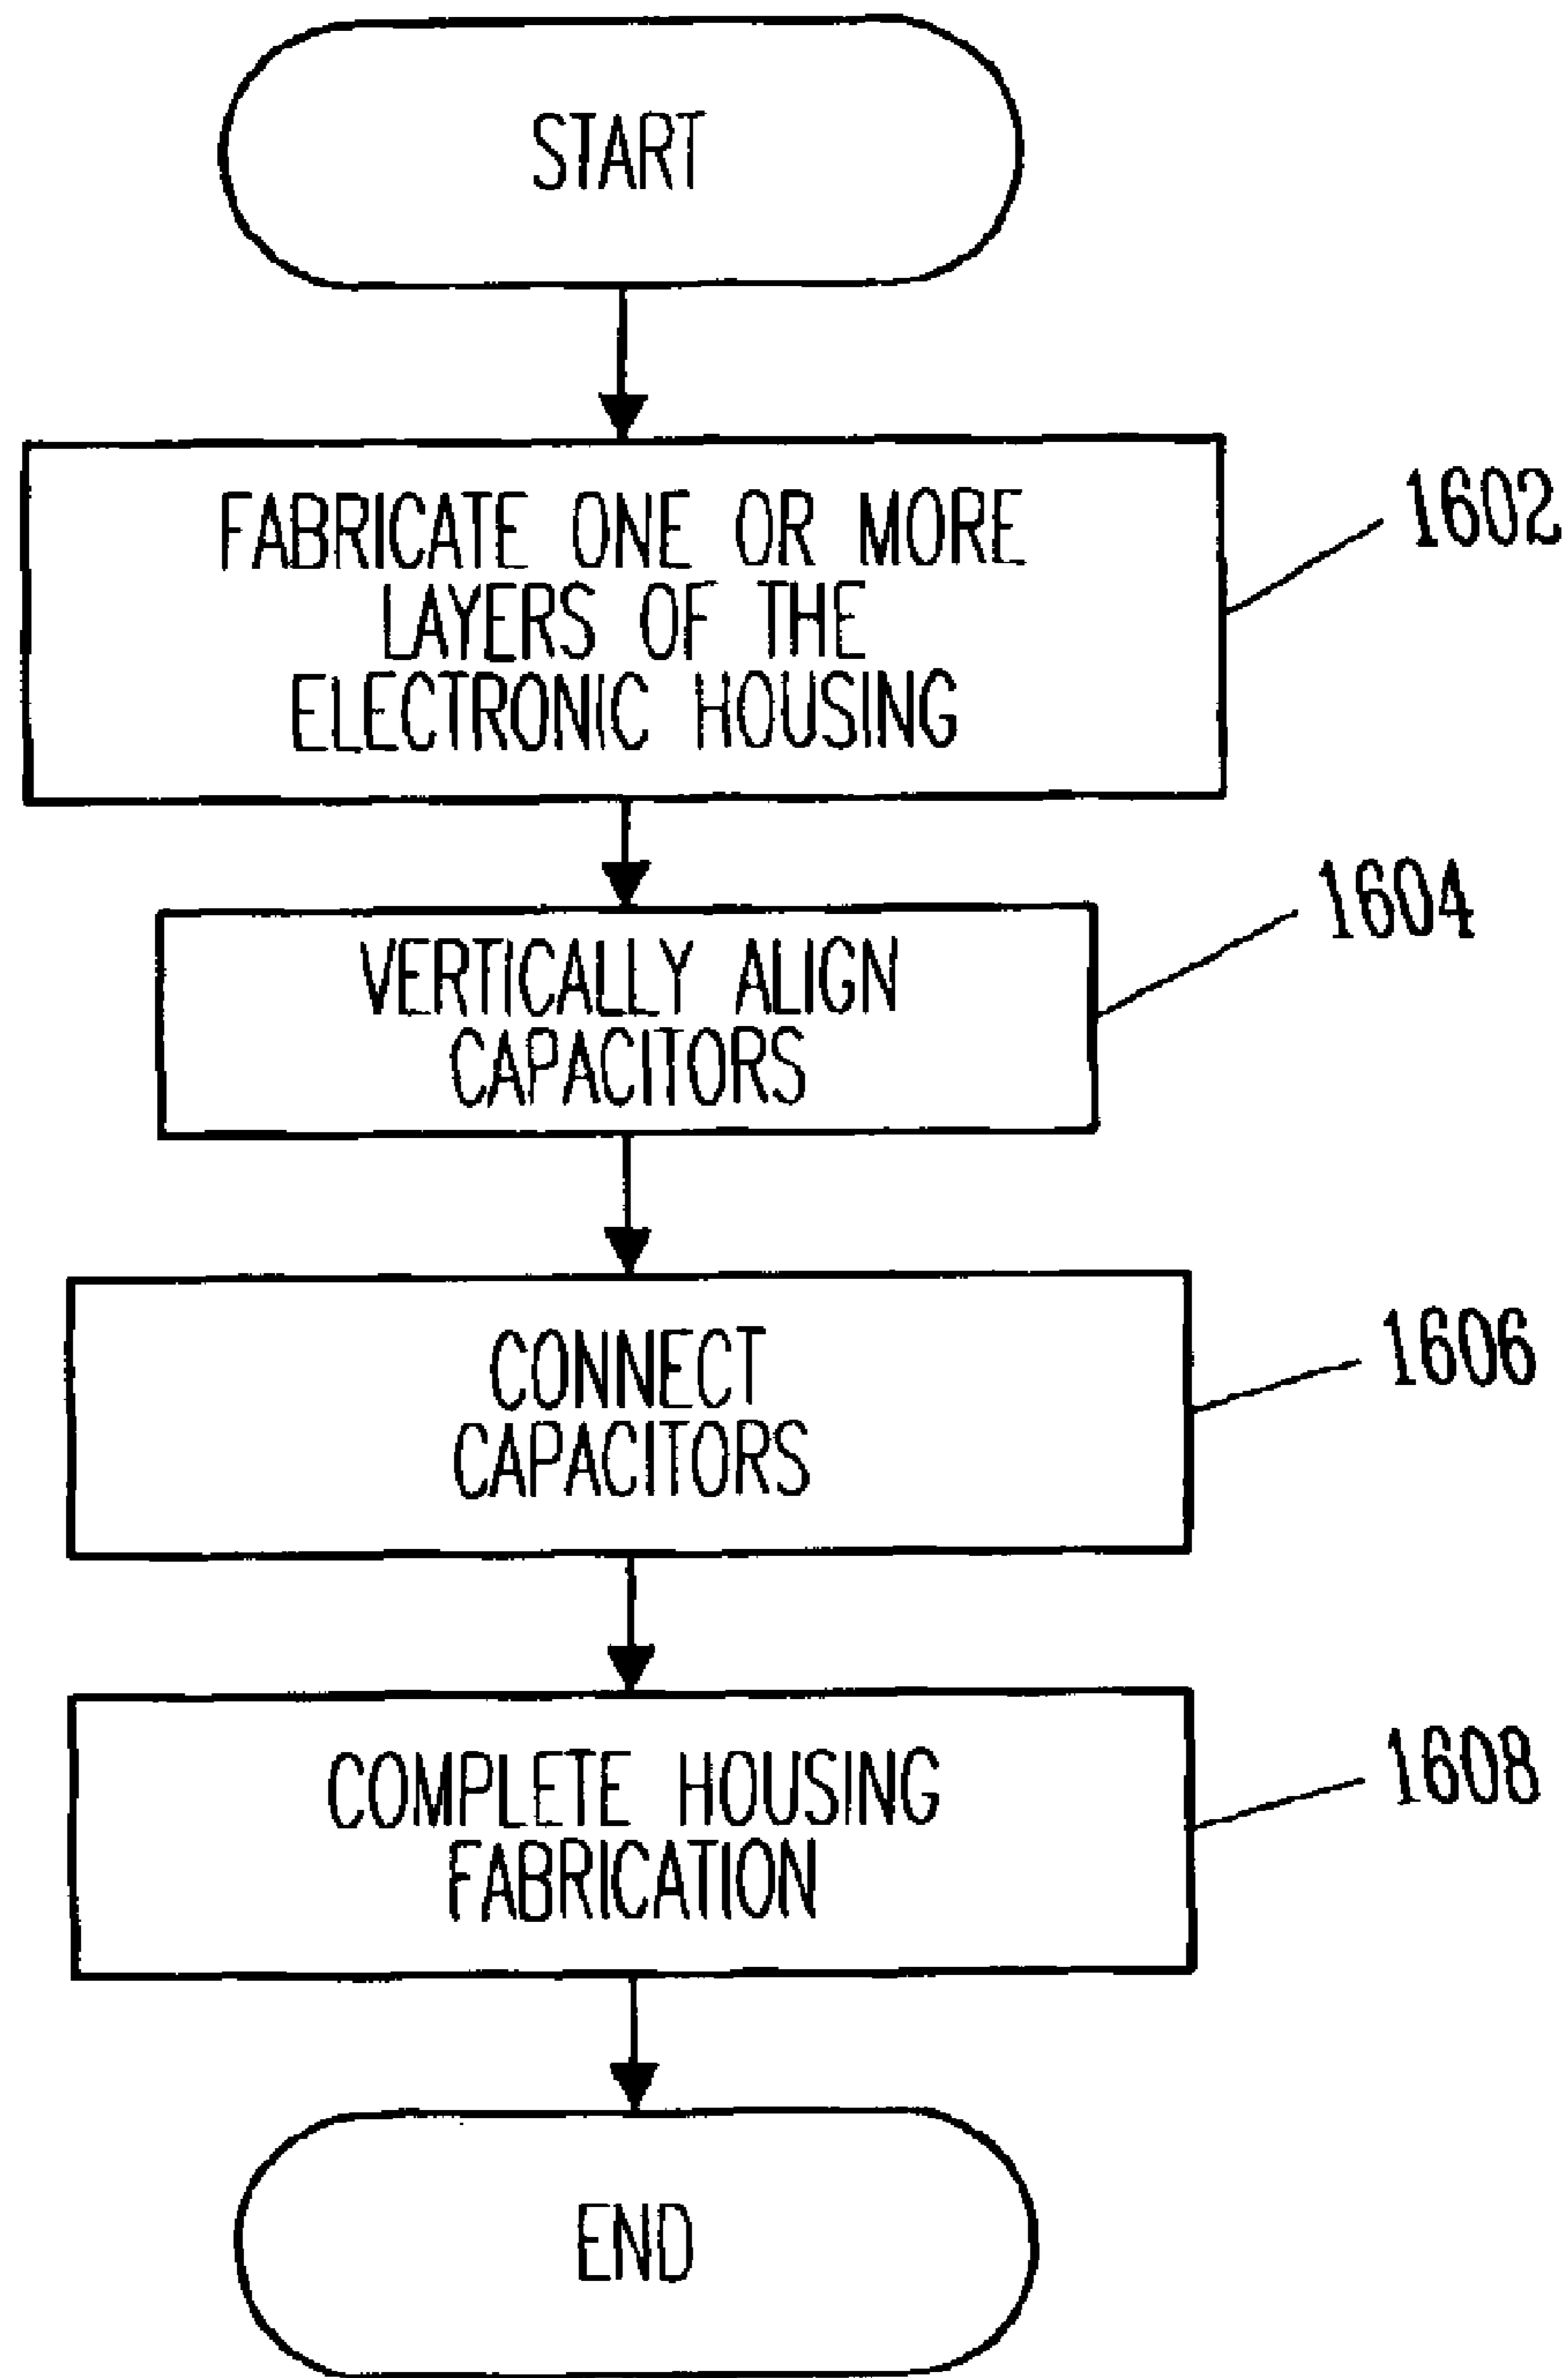 START
FABRICATE ONE OR MORE
LAYERS OF THE
ELECTRONIC HOUSING
1602
VERTICALLY ALIGN
CAPACITORS
1604
CONNECT
CAPACITORS
1606
COMPLETE HOUSING
FABRICATION
1608
END